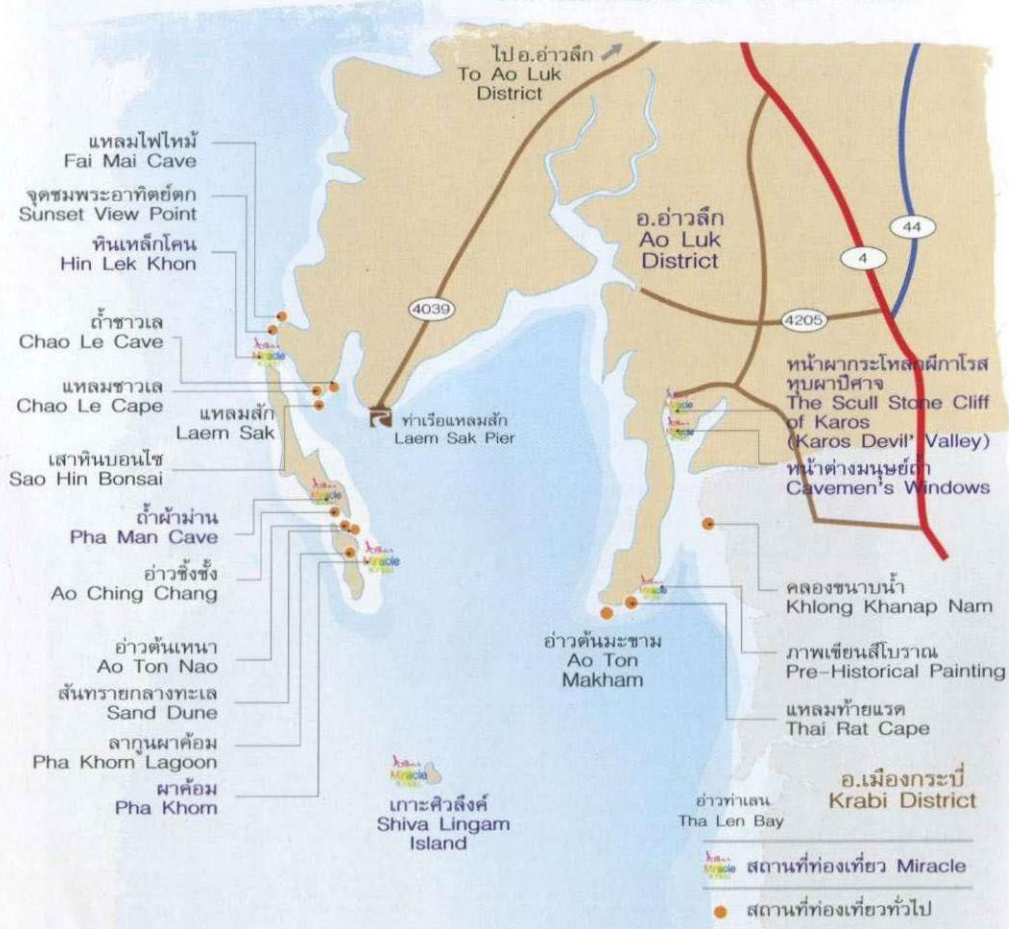 ไป อ.อ่าวลึก
To Ao Luk
District
แหลมไฟไหม้
Fai Mai Cave
จุดชมพระอาทิตย์ตก
Sunset View Point
หินเหล็กโคน
Hin Lek Khon
ถ้ำชาวเล
Chao Le Cave
แหลมชาวเล
Chao Le Cape
แหลมสัก
Laem Sak
เสาหินบอนไซ
Sao Hin Bonsai
ถ้ำผ้าม่าน
Pha Man Cave
อ่าวชิ้งชั้ง
Ao Ching Chang
อ่าวต้นเหนา
Ao Ton Nao
สันทรายกลางทะเล
Sand Dune
ลากูนผาค้อม
Pha Khom Lagoon
ผาค้อม
Pha Khom
4039
ท่าเรือแหลมสัก
Laem Sak Pier
อ.อ่าวลึก
Ao Luk
District
44
4
4205
หน้าผากระโหลกผีกาโรส
หุบผาปีศาจ
The Scull Stone Cliff
of Karos
(Karos Devil' Valley)
หน้าต่างมนุษย์ถ้ำ
Cavemen's Windows
คลองขนาบน้ำ
Khlong Khanap Nam
ภาพเขียนสีโบราณ
Pre-Historical Painting
แหลมท้ายแรด
Thai Rat Cape
อ่าวต้นมะขาม
Ao Ton
Makham
Miracle
เกาะศิวลึงค์
Shiva Lingam
Island
อ่าวท่าเลน
Tha Len Bay
อ.เมืองกระบี่
Krabi District
Miracle สถานที่ท่องเที่ยว Miracle
สถานที่ท่องเที่ยวทั่วไป